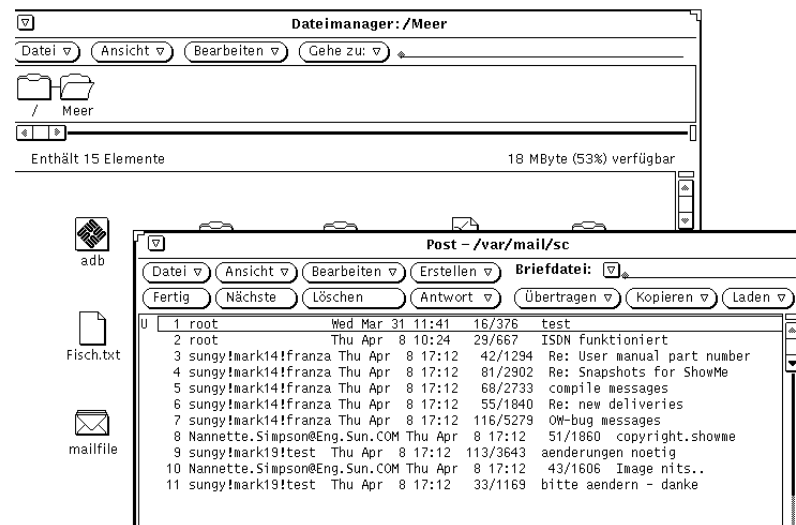 Dateimanager: /Meer
Datei Ansicht Bearbeiten Gehe zu:
/ Meer
Enthält 15 Elemente 18 MByte (53%) verfügbar
adb
Fisch.txt
mailfile
Post – /var/mail/sc
Datei Ansicht Bearbeiten Erstellen Briefdatei:
Fertig Nächste Löschen Antwort Übertragen Kopieren Laden
U 1 root Wed Mar 31 11:41 16/376 test
2 root Thu Apr 8 10:24 29/667 ISDN funktioniert
3 sungy!mark14!franza Thu Apr 8 17:12 42/1294 Re: User manual part number
4 sungy!mark14!franza Thu Apr 8 17:12 81/2902 Re: Snapshots for ShowMe
5 sungy!mark14!franza Thu Apr 8 17:12 68/2733 compile messages
6 sungy!mark14!franza Thu Apr 8 17:12 55/1840 Re: new deliveries
7 sungy!mark14!franza Thu Apr 8 17:12 116/5279 OW-bug messages
8 Nannette.Simpson@Eng.Sun.COM Thu Apr 8 17:12 51/1860 copyright.showme
9 sungy!mark19!test Thu Apr 8 17:12 113/3643 aenderungen noetig
10 Nannette.Simpson@Eng.Sun.COM Thu Apr 8 17:12 43/1606 Image nits..
11 sungy!mark19!test Thu Apr 8 17:12 33/1169 bitte aendern - danke